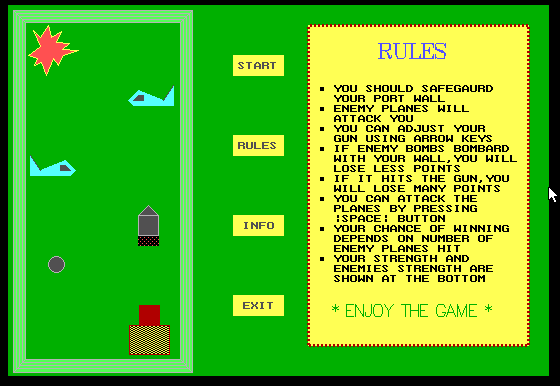 START
RULES
INFO
EXIT
RULES
YOU SHOULD SAFEGAURD
YOUR PORT WALL
ENEMY PLANES WILL
ATTACK YOU
YOU CAN ADJUST YOUR
GUN USING ARROW KEYS
IF ENEMY BOMBS BOMBARD
WITH YOUR WALL,YOU WILL
LOSE LESS POINTS
IF IT HITS THE GUN,YOU
WILL LOSE MANY POINTS
YOU CAN ATTACK THE
PLANES BY PRESSING
¦SPACE¦ BUTTON
YOUR CHANCE OF WINNING
DEPENDS ON NUMBER OF
ENEMY PLANES HIT
YOUR STRENGTH AND
ENEMIES STRENGTH ARE
SHOWN AT THE BOTTOM
* ENJOY THE GAME *